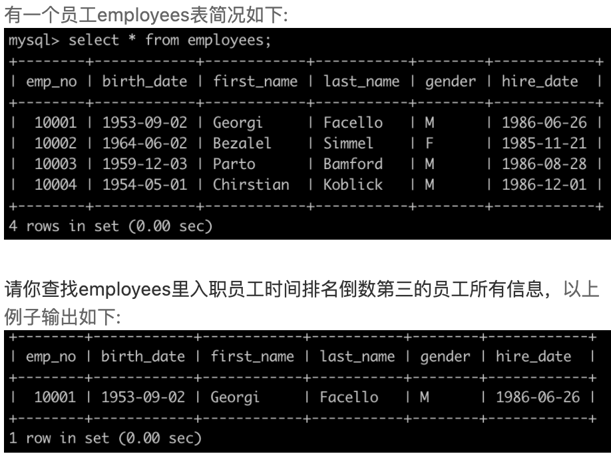 有一个员工employees表简况如下:
mysql> select * from employees;
+--------+------------+------------+-----------+--------+------------+
| emp_no | birth_date | first_name | last_name | gender | hire_date  |
+--------+------------+------------+-----------+--------+------------+
|  10001 | 1953-09-02 | Georgi     | Facello   | M      | 1986-06-26 |
|  10002 | 1964-06-02 | Bezalel    | Simmel    | F      | 1985-11-21 |
|  10003 | 1959-12-03 | Parto      | Bamford   | M      | 1986-08-28 |
|  10004 | 1954-05-01 | Chirstian  | Koblick   | M      | 1986-12-01 |
+--------+------------+------------+-----------+--------+------------+
4 rows in set (0.00 sec)
请你查找employees里入职员工时间排名倒数第三的员工所有信息，以上
例子输出如下:
+--------+------------+------------+-----------+--------+------------+
| emp_no | birth_date | first_name | last_name | gender | hire_date  |
+--------+------------+------------+-----------+--------+------------+
|  10001 | 1953-09-02 | Georgi     | Facello   | M      | 1986-06-26 |
+--------+------------+------------+-----------+--------+------------+
1 row in set (0.00 sec)